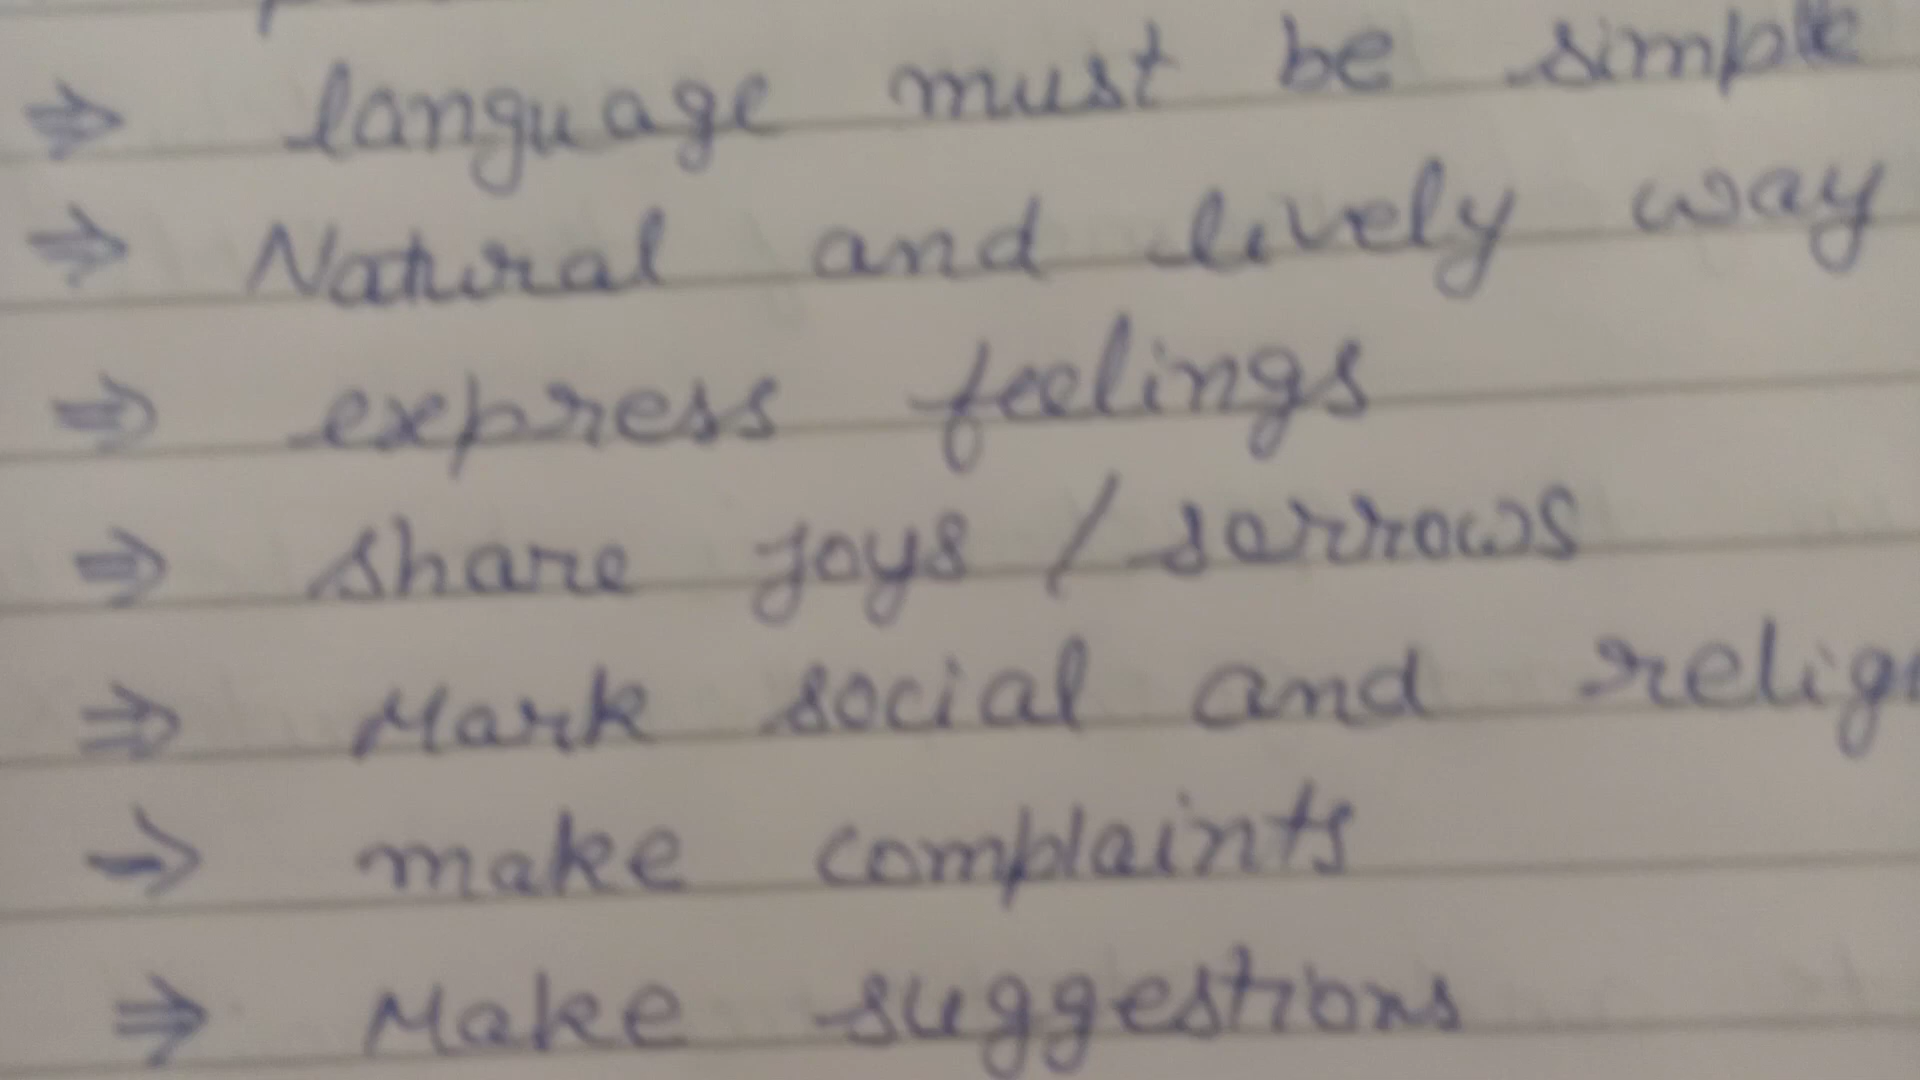 ⇒ language must be simple
⇒ Natural and lively way
⇒ express feelings
⇒ share joys / sorrows
⇒ Mark social and
→ make complaints
⇒ Make suggestions